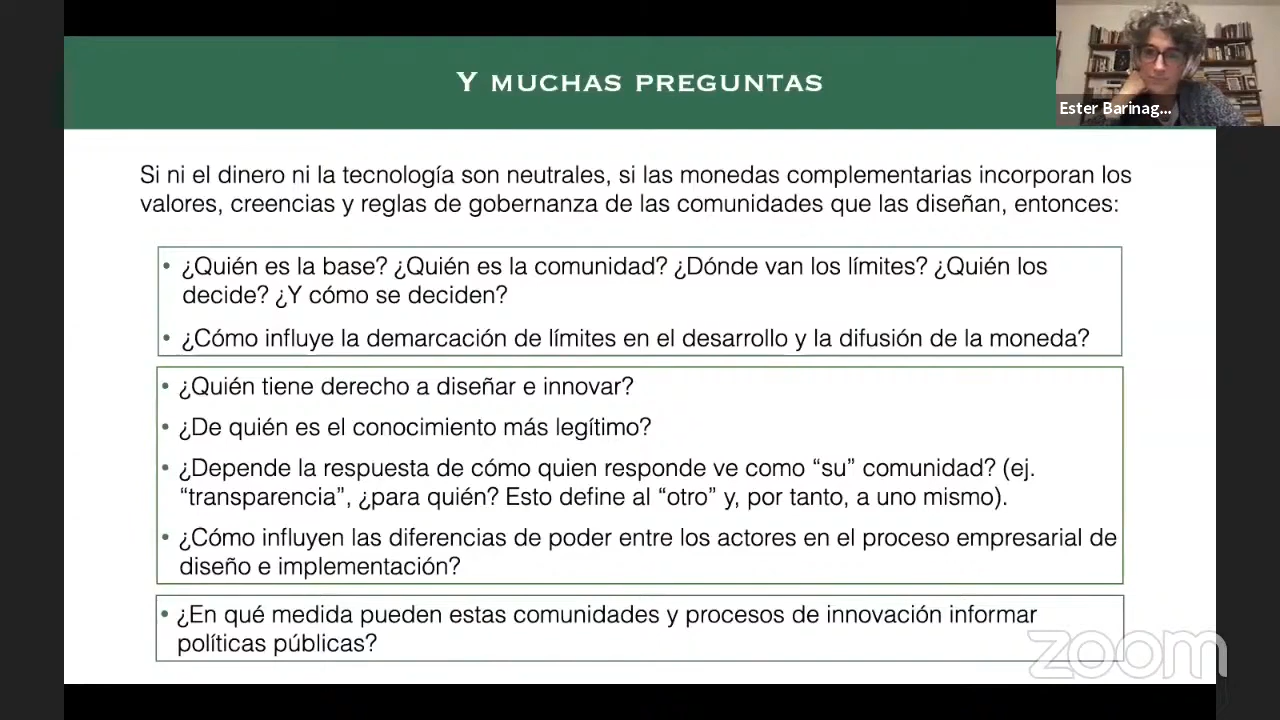 Y MUCHAS PREGUNTAS
Ester Barinag...
Si ni el dinero ni la tecnología son neutrales, si las monedas complementarias incorporan los
valores, creencias y reglas de gobernanza de las comunidades que las diseñan, entonces:
• ¿Quién es la base? ¿Quién es la comunidad? ¿Dónde van los límites? ¿Quién los
decide? ¿Y cómo se deciden?
• ¿Cómo influye la demarcación de límites en el desarrollo y la difusión de la moneda?
• ¿Quién tiene derecho a diseñar e innovar?
• ¿De quién es el conocimiento más legítimo?
• ¿Depende la respuesta de cómo quien responde ve como “su” comunidad? (ej.
“transparencia”, ¿para quién? Esto define al “otro” y, por tanto, a uno mismo).
• ¿Cómo influyen las diferencias de poder entre los actores en el proceso empresarial de
diseño e implementación?
• ¿En qué medida pueden estas comunidades y procesos de innovación informar
políticas públicas?
zoom